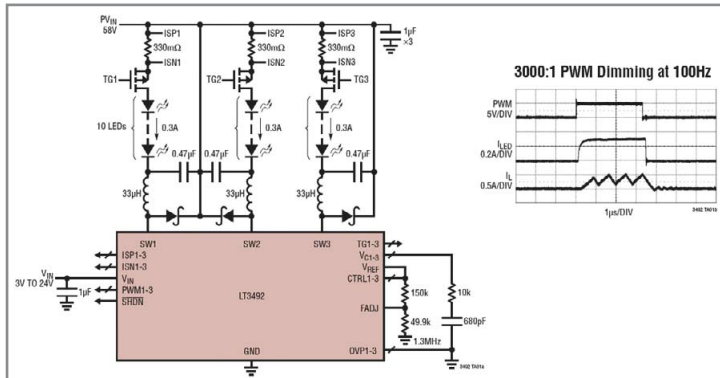 PVIN
58V
ISP1
ISP2
ISP3
1µF
×3
330mΩ
330mΩ
330mΩ
ISN1
ISN2
ISN3
TG1
TG2
TG3
10 LEDs
0.3A
0.3A
0.3A
0.47µF
0.47µF
0.47µF
33µH
33µH
33µH
SW1
SW2
SW3
ISP1-3
ISN1-3
VIN
3V TO 24V
1µF
VIN
PWM1-3
SHDN
LT3492
GND
TG1-3
VC1-3
VREF
CTRL1-3
FADJ
OVP1-3
150k
49.9k
1.3MHz
10k
680pF
3492 TA01a
3000:1 PWM Dimming at 100Hz
PWM
5V/DIV
ILED
0.2A/DIV
IL
0.5A/DIV
1µs/DIV
3492 TA01b